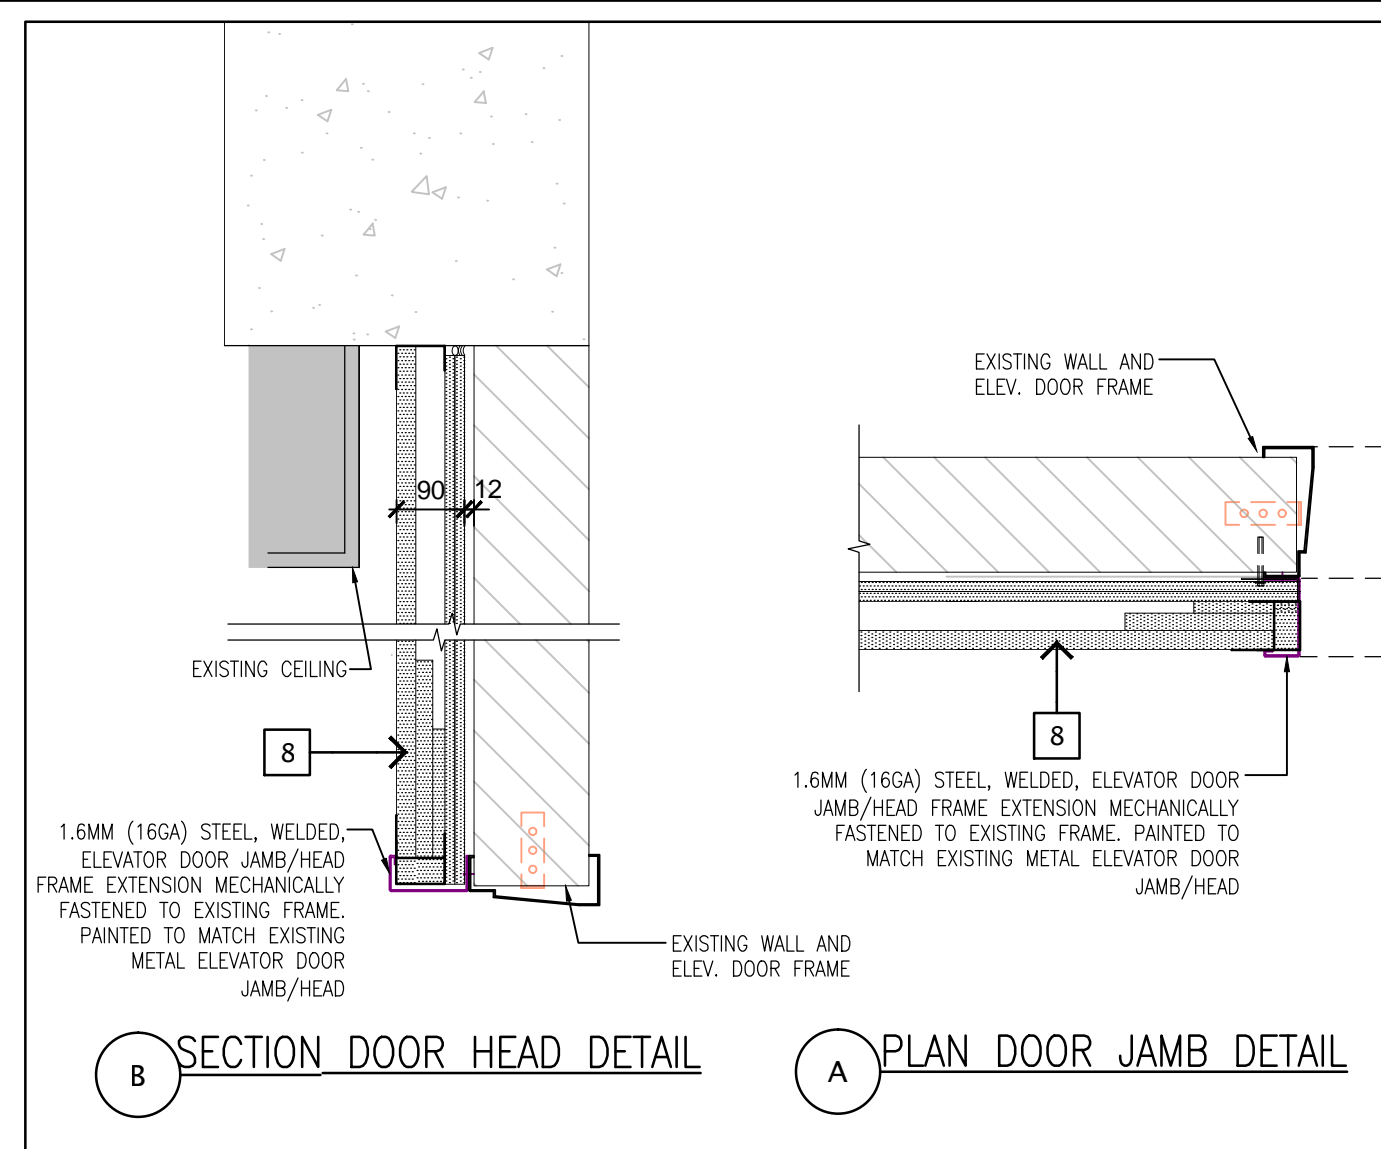 90
12
EXISTING CEILING
8
1.6MM (16GA) STEEL, WELDED,
ELEVATOR DOOR JAMB/HEAD
FRAME EXTENSION MECHANICALLY
FASTENED TO EXISTING FRAME.
PAINTED TO MATCH EXISTING
METAL ELEVATOR DOOR
JAMB/HEAD
EXISTING WALL AND
ELEV. DOOR FRAME
B
SECTION DOOR HEAD DETAIL
EXISTING WALL AND
ELEV. DOOR FRAME
8
1.6MM (16GA) STEEL, WELDED, ELEVATOR DOOR
JAMB/HEAD FRAME EXTENSION MECHANICALLY
FASTENED TO EXISTING FRAME. PAINTED TO
MATCH EXISTING METAL ELEVATOR DOOR
JAMB/HEAD
A
PLAN DOOR JAMB DETAIL